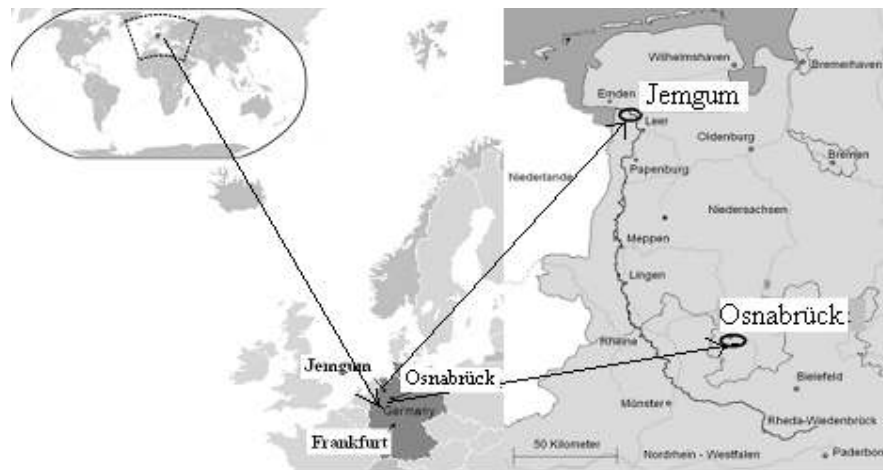 Wilhelmshaven
Bremerhaven
Emden
Jemgum
Leer
Oldenburg
Bremen
Niederlande
Papenburg
Niedersachsen
Meppen
Lingen
Osnabrück
Rheine
Jemgum
Osnabrück
Bielefeld
Germany
Münster
Rheda-Wiedenbrück
Frankfurt
50 Kilometer
Nordrhein - Westfalen
Paderborn